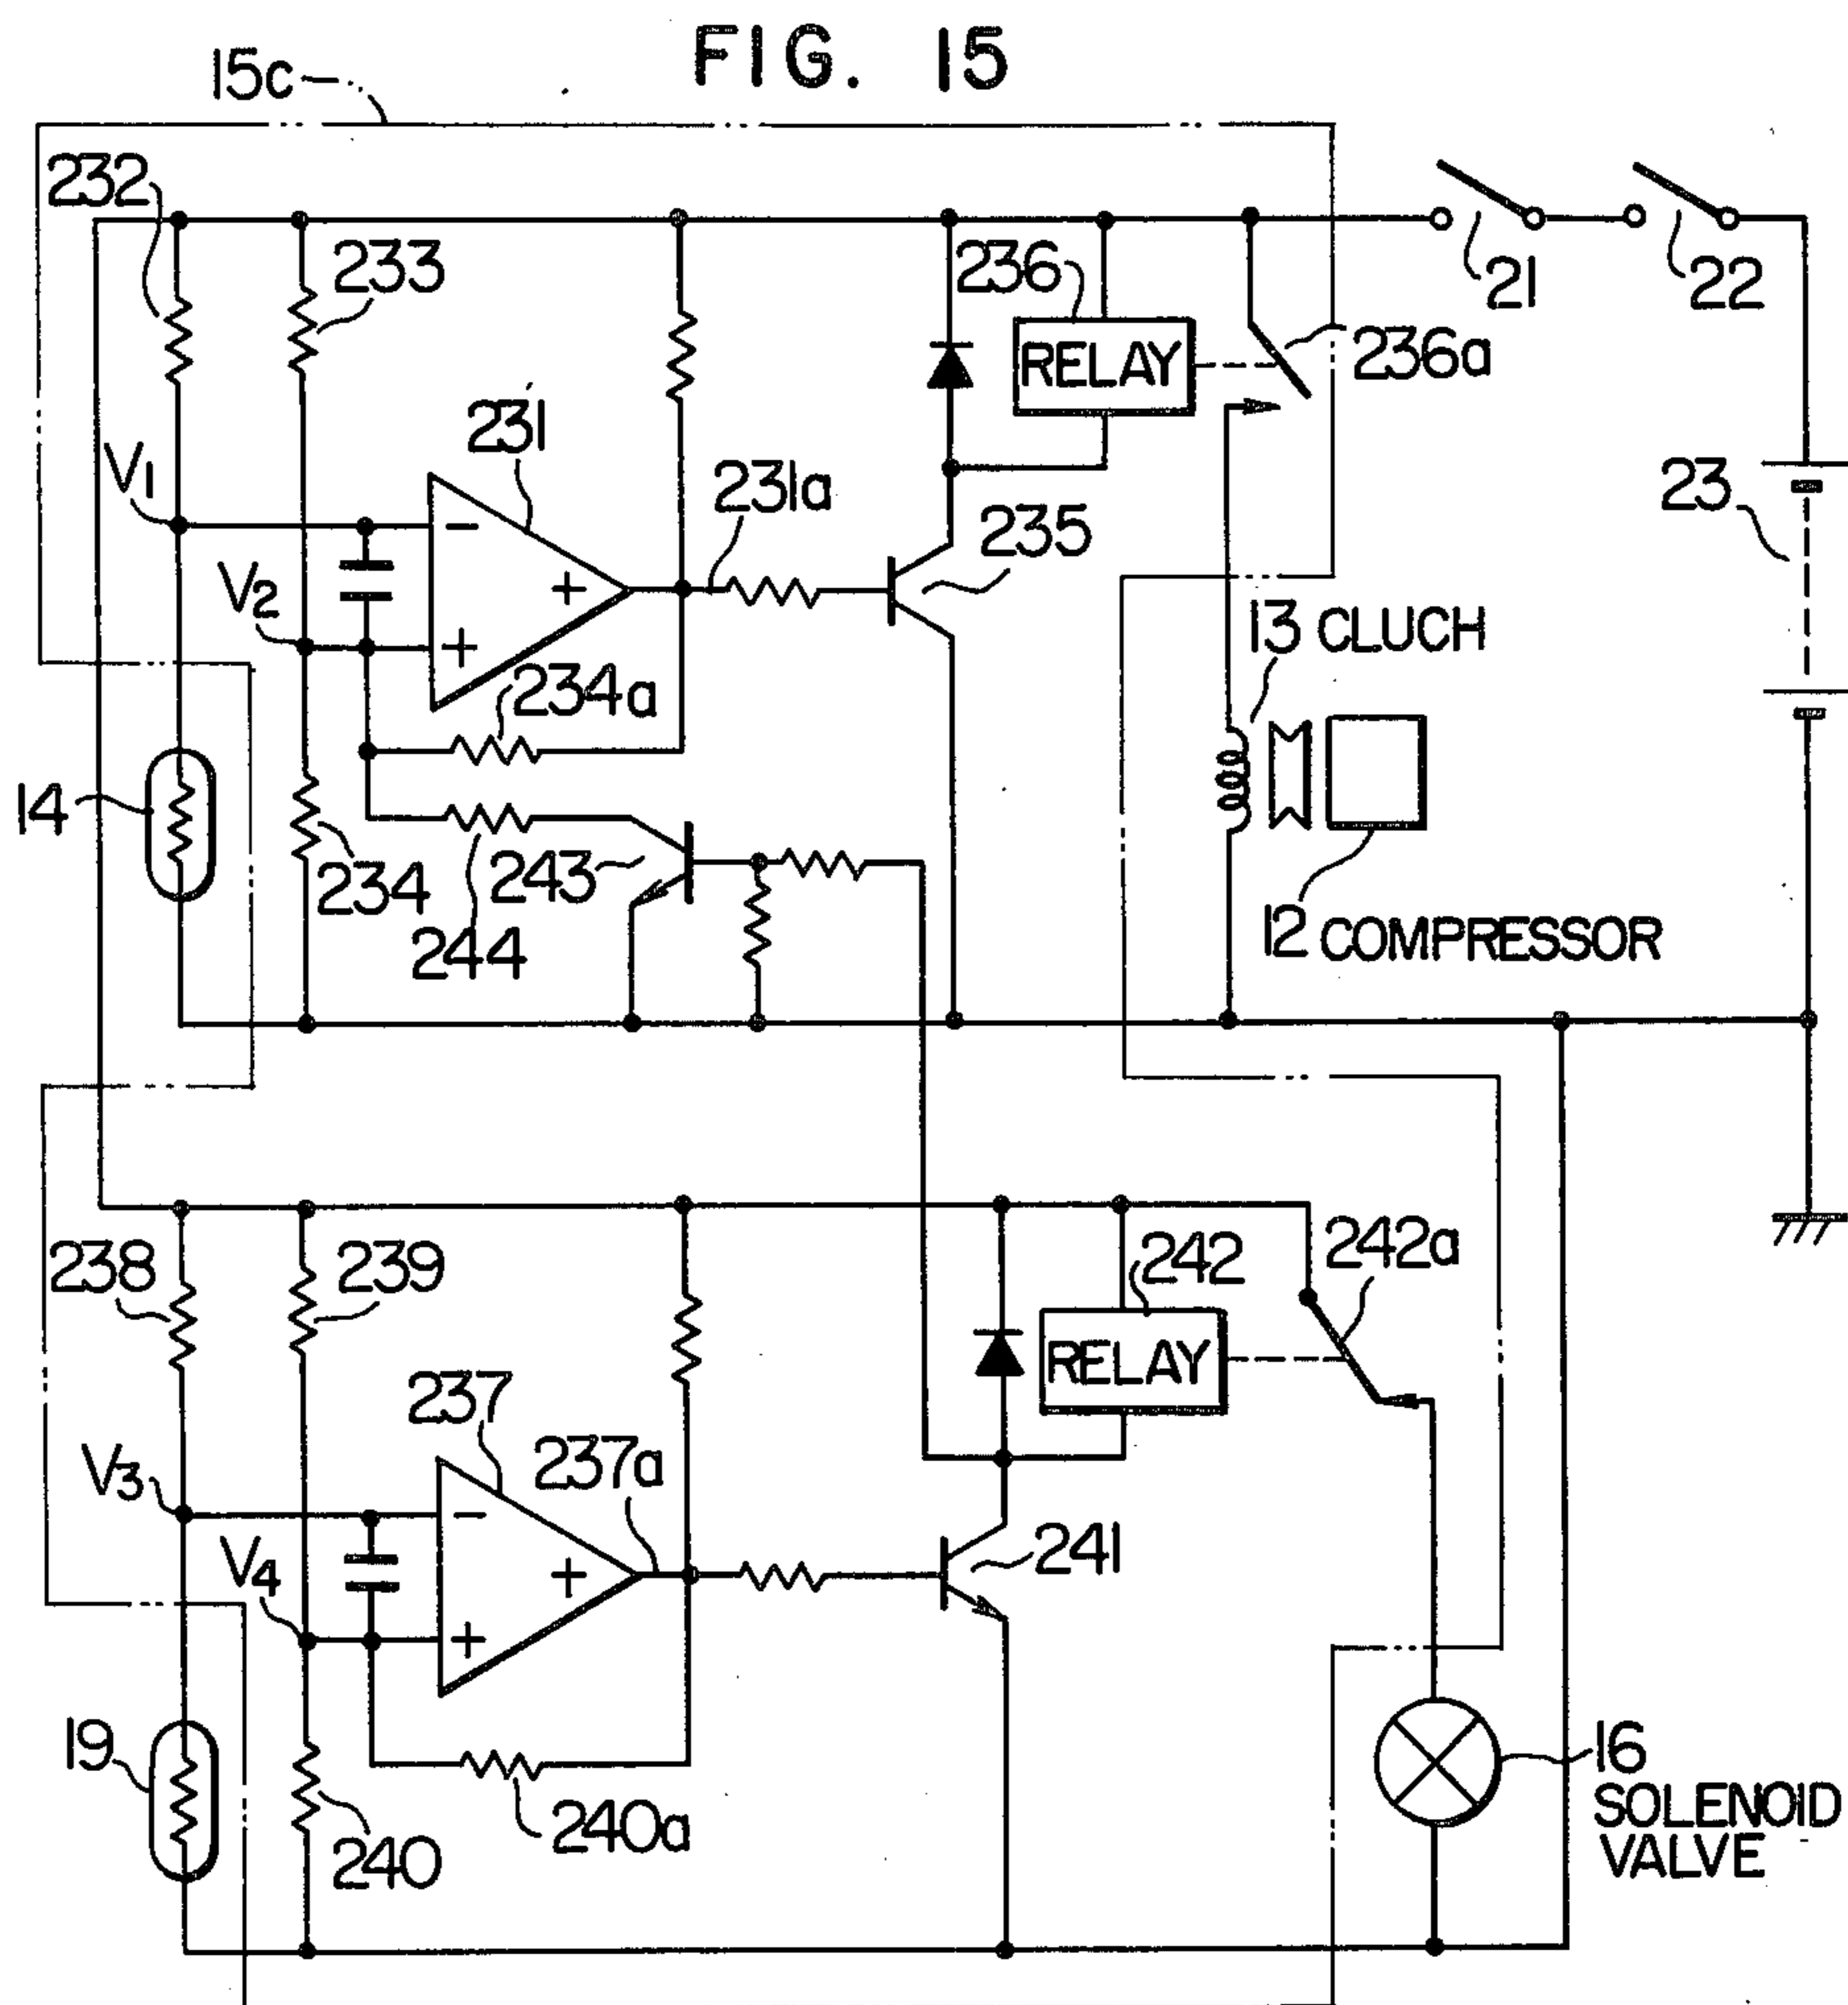 FIG. 15
15c
232
233
236
RELAY
236a
21
22
231
V1
231a
23
235
V2
+
-
+
234a
13 CLUCH
14
234
243
244
12 COMPRESSOR
238
239
242
242a
RELAY
237
237a
V3
-
241
V4
+
+
19
240
240a
16
SOLENOID
VALVE